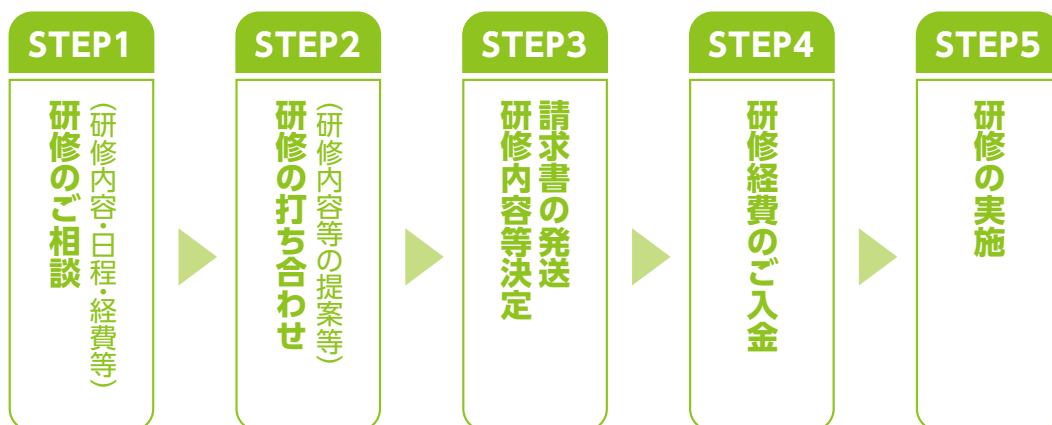 STEP1
研修のご相談
（研修内容・日程・経費等）
STEP2
研修の打ち合わせ
（研修内容等の提案等）
STEP3
研修内容等決定
請求書の発送
STEP4
研修経費のご入金
STEP5
研修の実施